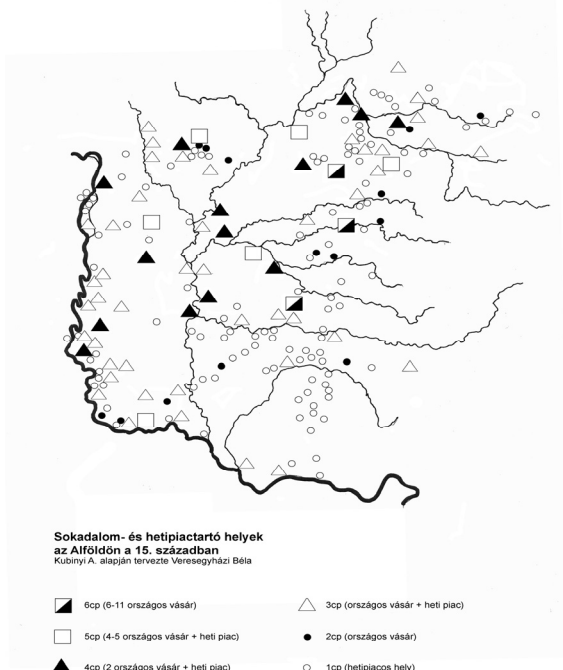 Sokadalom- és hetipiactartó helyek
az Alföldön a 15. században
Kubinyi A. alapján tervezte Veresegyházi Béla
6cp (6-11 országos vásár)
3cp (országos vásár + heti piac)
5cp (4-5 országos vásár + heti piac)
2cp (országos vásár)
4cp (2 országos vásár + heti piac)
1cp (hetipiacos hely)